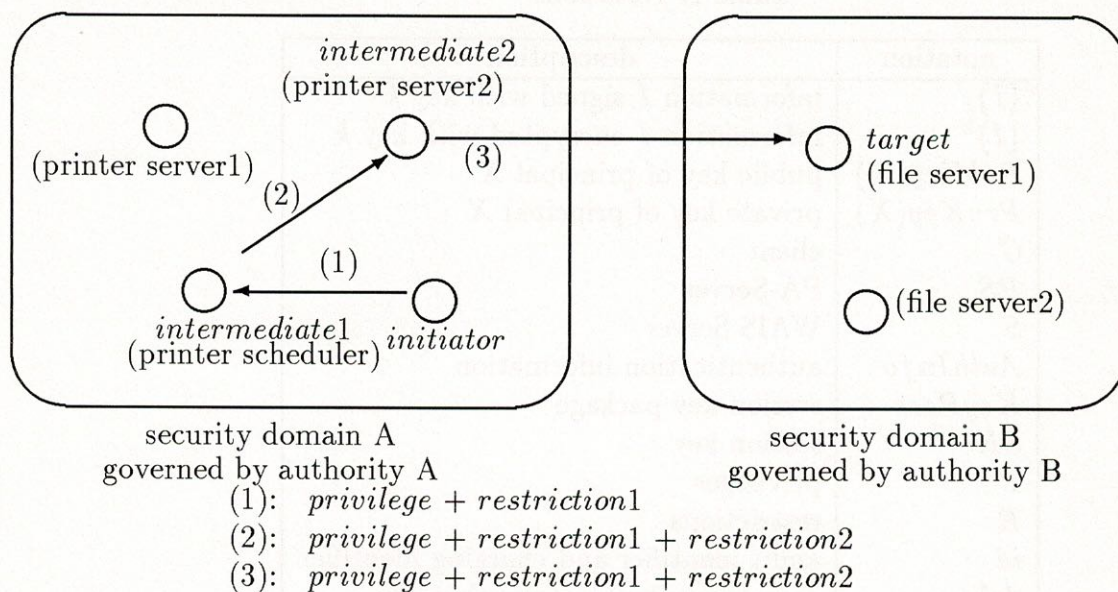 intermediate2
(printer server2)
(printer server1)
(2)
(3)
target
(file server1)
(1)
intermediate1
(printer scheduler)
initiator
(file server2)
security domain A
governed by authority A
security domain B
governed by authority B
(1): privilege + restriction1
(2): privilege + restriction1 + restriction2
(3): privilege + restriction1 + restriction2